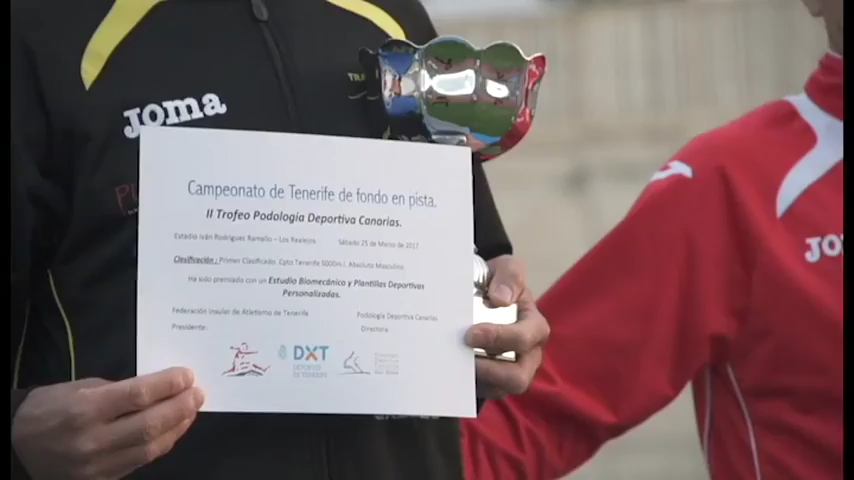 TRA
Joma
Campeonato de Tenerife de fondo en pista.
II Trofeo Podología Deportiva Canarias.
Estadio Iván Rodrigues Ramallo – Los Realejos Sábado 25 de Marzo de 2017
Clasificación: Primer Clasificado. Cpto Tenerife 5000m.l. Absoluto Masculino
Ha sido premiado con un Estudio Biomecánico y Plantillas Deportivas
Personalizadas.
Federación Insular de Atletismo de Tenerife Podología Deportiva Canarias
Presidente: Directora
DXT
DEPORTES
DE TENERIFE
Jo